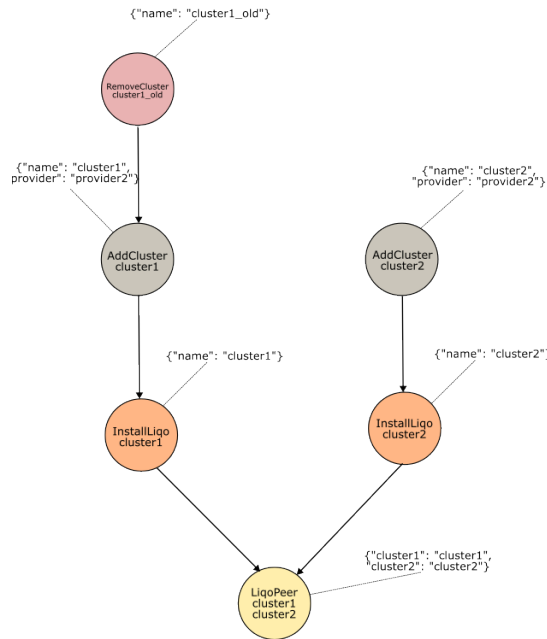 {"name": "cluster1_old"}
RemoveCluster
cluster1_old
{"name": "cluster1",
provider": "provider2"}
{"name": "cluster2",
"provider": "provider2"}
AddCluster
cluster1
AddCluster
cluster2
{"name": "cluster1"}
{"name": "cluster2"}
InstallLiqo
cluster1
InstallLiqo
cluster2
{"cluster1": "cluster1",
"cluster2": "cluster2"}
LiqoPeer
cluster1
cluster2